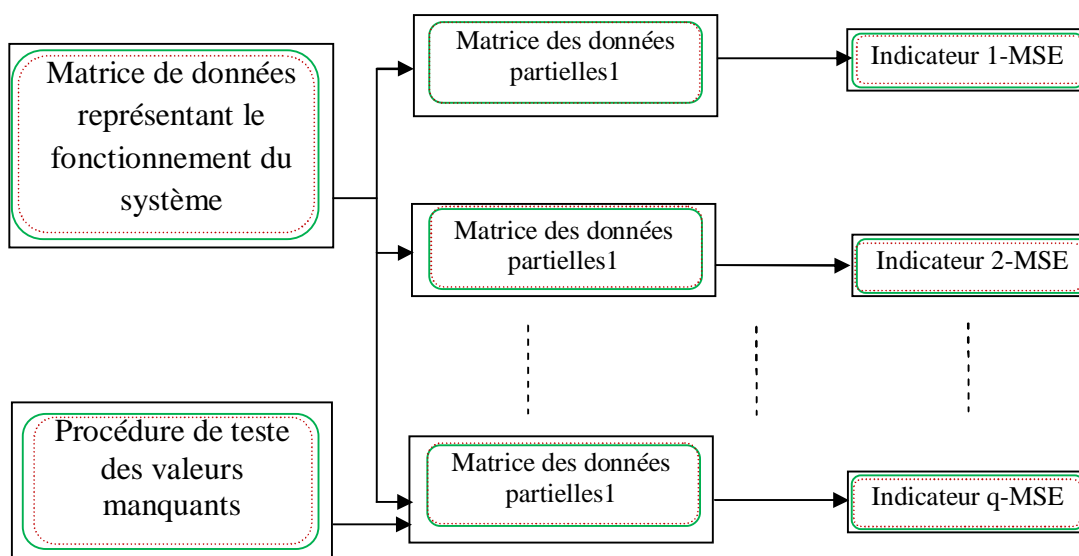 Matrice de données
représentant le
fonctionnement du
système
Matrice des données
partielles1
Indicateur 1-MSE
Matrice des données
partielles1
Indicateur 2-MSE
Procédure de teste
des valeurs
manquants
Matrice des données
partielles1
Indicateur q-MSE